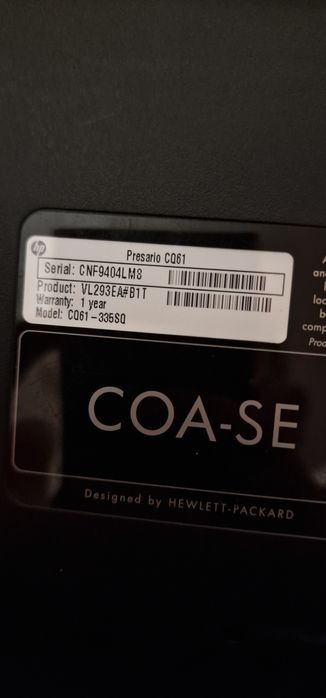 hp
Presario CQ61
Serial: CNF9404LM8
Product: VL293EA#B1T
Warranty: 1 year
Model: CQ61-335SQ
COA-SE
Designed by HEWLETT-PACKARD